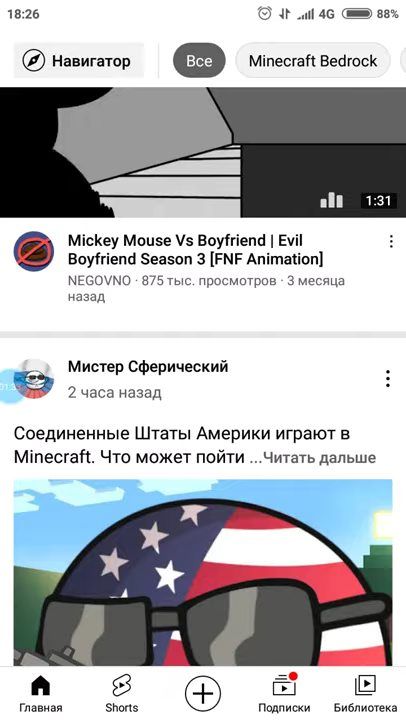 18:26
4G
88%
Навигатор
Все
Minecraft Bedrock
1:31
Mickey Mouse Vs Boyfriend | Evil
Boyfriend Season 3 [FNF Animation]
NEGOVNO · 875 тыс. просмотров · 3 месяца
назад
Мистер Сферический
2 часа назад
Соединенные Штаты Америки играют в
Minecraft. Что может пойти ...Читать дальше
Главная
Shorts
Подписки
Библиотека